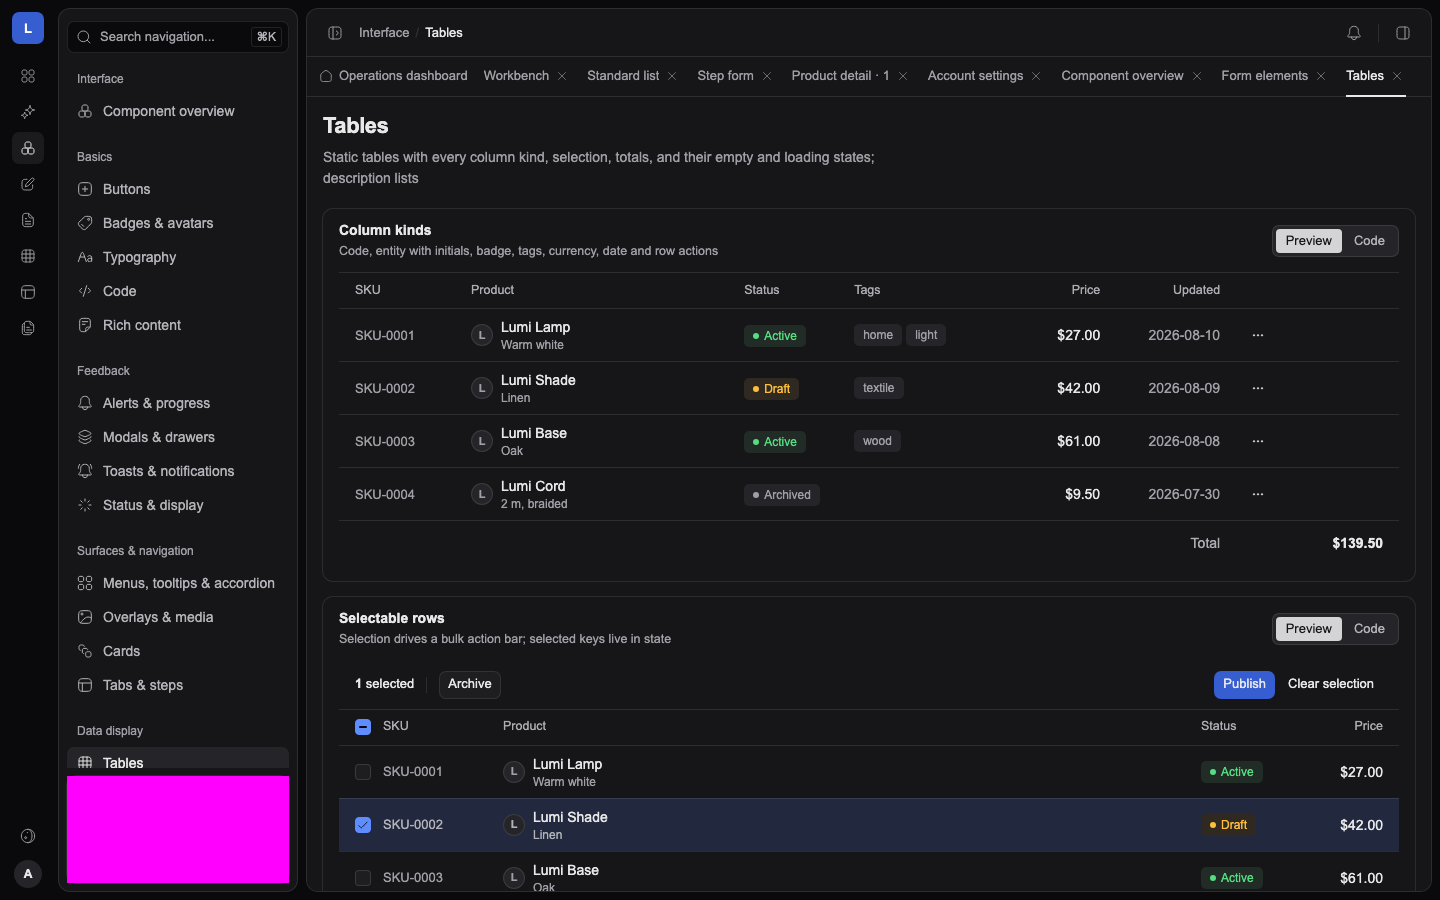 L
Search navigation...
⌘K
Interface
Component overview
Basics
Buttons
Badges & avatars
Aa Typography
Code
Rich content
Feedback
Alerts & progress
Modals & drawers
Toasts & notifications
Status & display
Surfaces & navigation
Menus, tooltips & accordion
Overlays & media
Cards
Tabs & steps
Data display
Tables
A
Interface / Tables
Operations dashboard
Workbench
Standard list
Step form
Product detail · 1
Account settings
Component overview
Form elements
Tables
Tables
Static tables with every column kind, selection, totals, and their empty and loading states;
description lists
Column kinds
Code, entity with initials, badge, tags, currency, date and row actions
Preview Code
SKU Product Status Tags Price Updated
SKU-0001 L Lumi Lamp Active home light $27.00 2026-08-10 ···
Warm white
SKU-0002 L Lumi Shade Draft textile $42.00 2026-08-09 ···
Linen
SKU-0003 L Lumi Base Active wood $61.00 2026-08-08 ···
Oak
SKU-0004 L Lumi Cord Archived $9.50 2026-07-30 ···
2 m, braided
Total $139.50
Selectable rows
Selection drives a bulk action bar; selected keys live in state
Preview Code
1 selected Archive Publish Clear selection
SKU Product Status Price
SKU-0001 L Lumi Lamp Active $27.00
Warm white
SKU-0002 L Lumi Shade Draft $42.00
Linen
SKU-0003 L Lumi Base Active $61.00
Oak